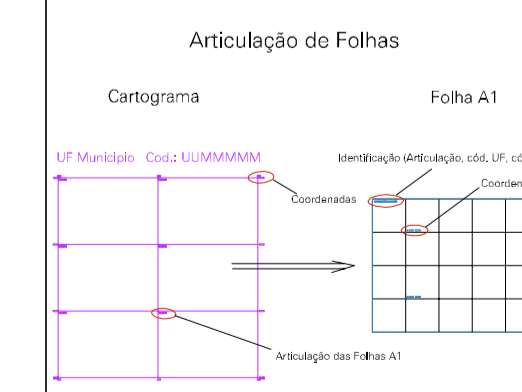 Articulação de Folhas
Cartograma
Folha A1
UF Municipio Cod.: UUMMMMM
Identificação (Articulação, cód. UF, có
Coorden
Coordenadas
Articulação das Folhas A1